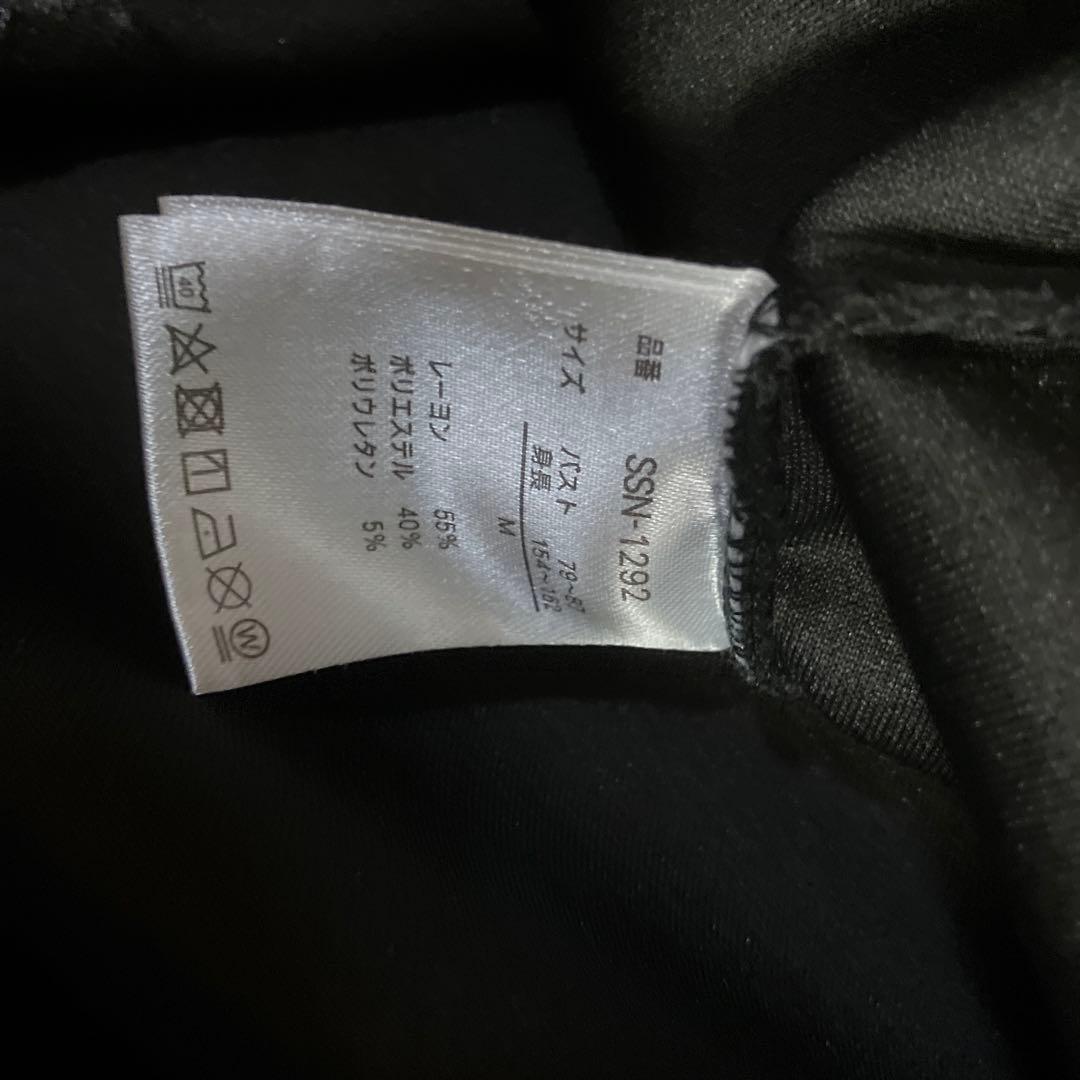 品番 SSN-1292
サイズ バスト 79~87
身長 154~162
M
レーヨン 55%
ポリエステル 40%
ポリウレタン 5%
40
W